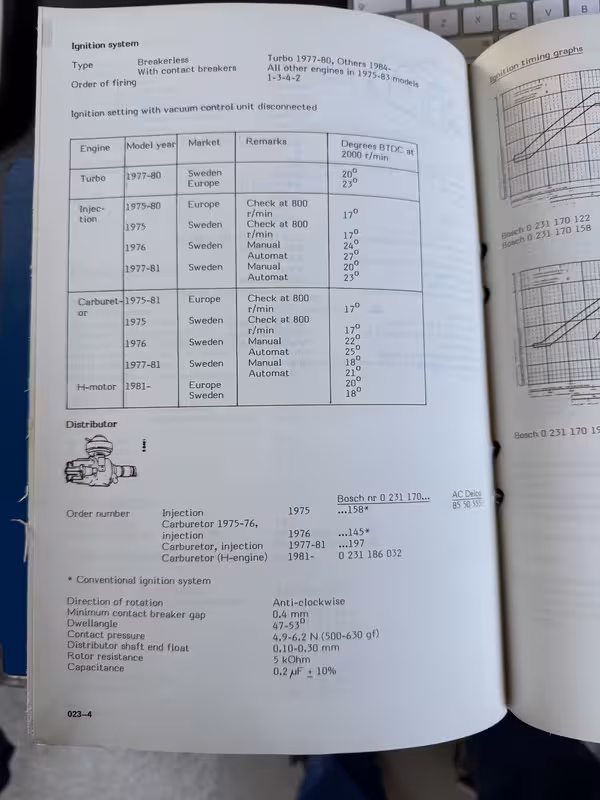 Ignition system
Type Breakerless Turbo 1977-80, Others 1984-
With contact breakers All other engines in 1975-83 models
Order of firing 1-3-4-2
Ignition setting with vacuum control unit disconnected
Engine Model year Market Remarks Degrees BTDC at
2000 r/min
Turbo 1977-80 Sweden 20°
Europe 23°
Injec- 1975-80 Europe Check at 800
tion r/min 17°
1975 Sweden Check at 800
r/min 17°
1976 Sweden Manual 24°
Automat 27°
1977-81 Sweden Manual 20°
Automat 23°
Carburet- 1975-81 Europe Check at 800
or r/min 17°
1975 Sweden Check at 800
r/min 17°
1976 Sweden Manual 22°
Automat 25°
1977-81 Sweden Manual 18°
Automat 21°
H-motor 1981- Europe 20°
Sweden 18°
Distributor
Bosch nr 0 231 170... AC Delco
Order number Injection 1975 ...158* 85 50 555
Carburetor 1975-76,
injection 1976 ...145*
Carburetor, injection 1977-81 ...197
Carburetor (H-engine) 1981- 0 231 186 032
* Conventional ignition system
Direction of rotation Anti-clockwise
Minimum contact breaker gap 0.4 mm
Dwellangle 47-53°
Contact pressure 4.9-6.2 N (500-630 gf)
Distributor shaft end float 0.10-0.30 mm
Rotor resistance 5 kOhm
Capacitance 0.2 µF ± 10%
023-4
Ignition timing graphs
Bosch 0 231 170 122
Bosch 0 231 170 158
Bosch 0 231 170
Z X C V B